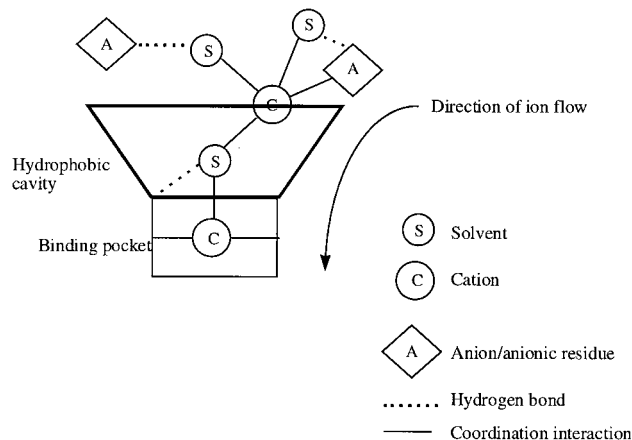 S
A
S
A
C
Direction of ion flow
S
Hydrophobic
cavity
Binding pocket
C
S Solvent
C Cation
A Anion/anionic residue
Hydrogen bond
Coordination interaction